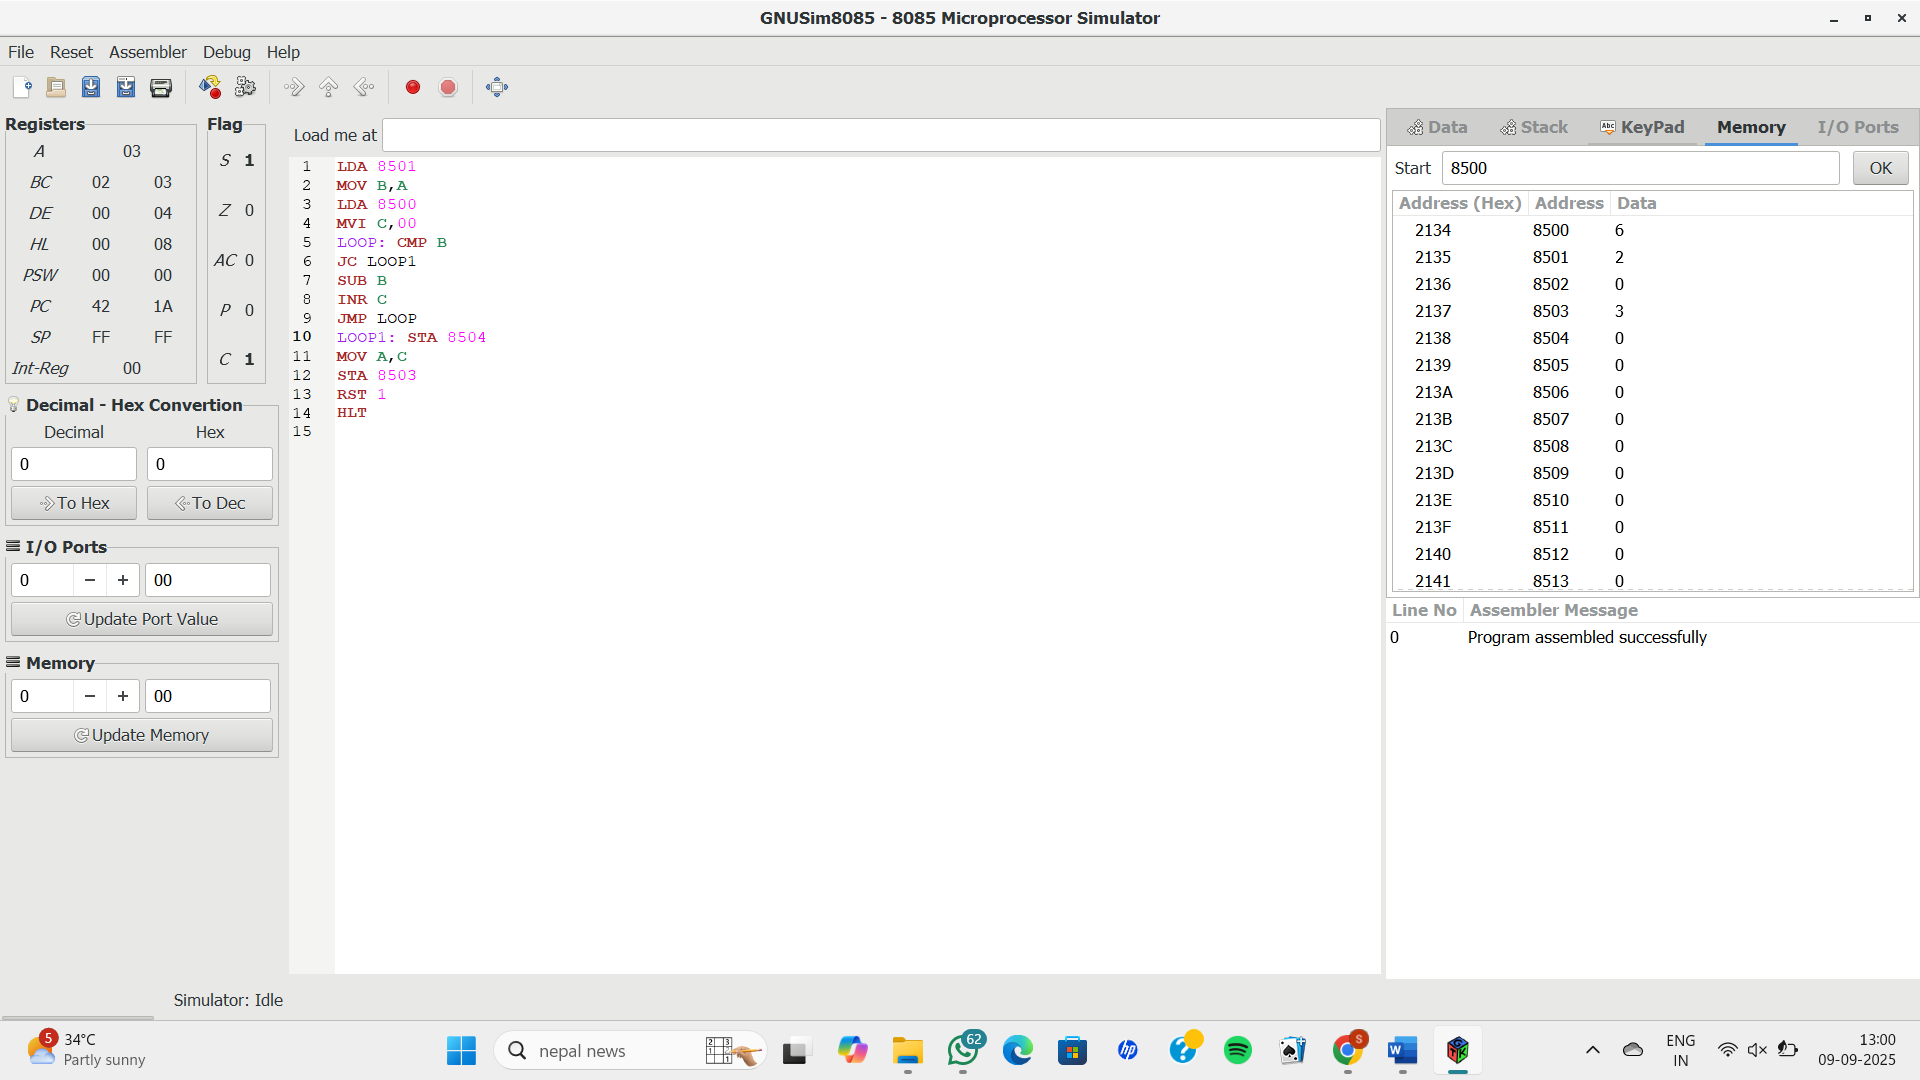 GNUSim8085 - 8085 Microprocessor Simulator
File Reset Assembler Debug Help
Registers
A 03
BC 02 03
DE 00 04
HL 00 08
PSW 00 00
PC 42 1A
SP FF FF
Int-Reg 00
Flag
S 1
Z 0
AC 0
P 0
C 1
Decimal - Hex Convertion
Decimal Hex
0 0
To Hex To Dec
I/O Ports
0 − + 00
Update Port Value
Memory
0 − + 00
Update Memory
Load me at
1 LDA 8501
2 MOV B,A
3 LDA 8500
4 MVI C,00
5 LOOP: CMP B
6 JC LOOP1
7 SUB B
8 INR C
9 JMP LOOP
10 LOOP1: STA 8504
11 MOV A,C
12 STA 8503
13 RST 1
14 HLT
15
Data Stack Abc KeyPad Memory I/O Ports
Start 8500 OK
Address (Hex) Address Data
2134 8500 6
2135 8501 2
2136 8502 0
2137 8503 3
2138 8504 0
2139 8505 0
213A 8506 0
213B 8507 0
213C 8508 0
213D 8509 0
213E 8510 0
213F 8511 0
2140 8512 0
2141 8513 0
Line No Assembler Message
0 Program assembled successfully
Simulator: Idle
5 34°C
Partly sunny
nepal news
62
hp
S
ENG
IN
13:00
09-09-2025